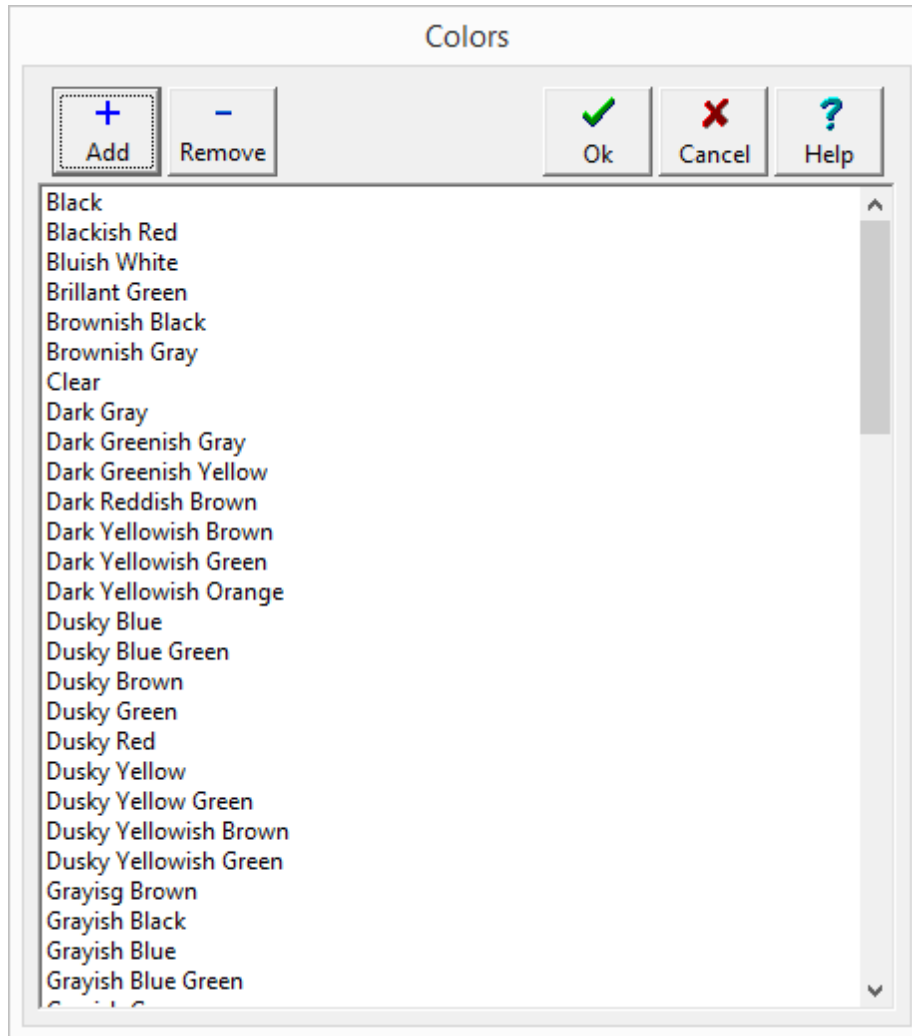 Colors
+ -
Add Remove Ok Cancel ? Help
Black
Blackish Red
Bluish White
Brillant Green
Brownish Black
Brownish Gray
Clear
Dark Gray
Dark Greenish Gray
Dark Greenish Yellow
Dark Reddish Brown
Dark Yellowish Brown
Dark Yellowish Green
Dark Yellowish Orange
Dusky Blue
Dusky Blue Green
Dusky Brown
Dusky Green
Dusky Red
Dusky Yellow
Dusky Yellow Green
Dusky Yellowish Brown
Dusky Yellowish Green
Grayisg Brown
Grayish Black
Grayish Blue
Grayish Blue Green